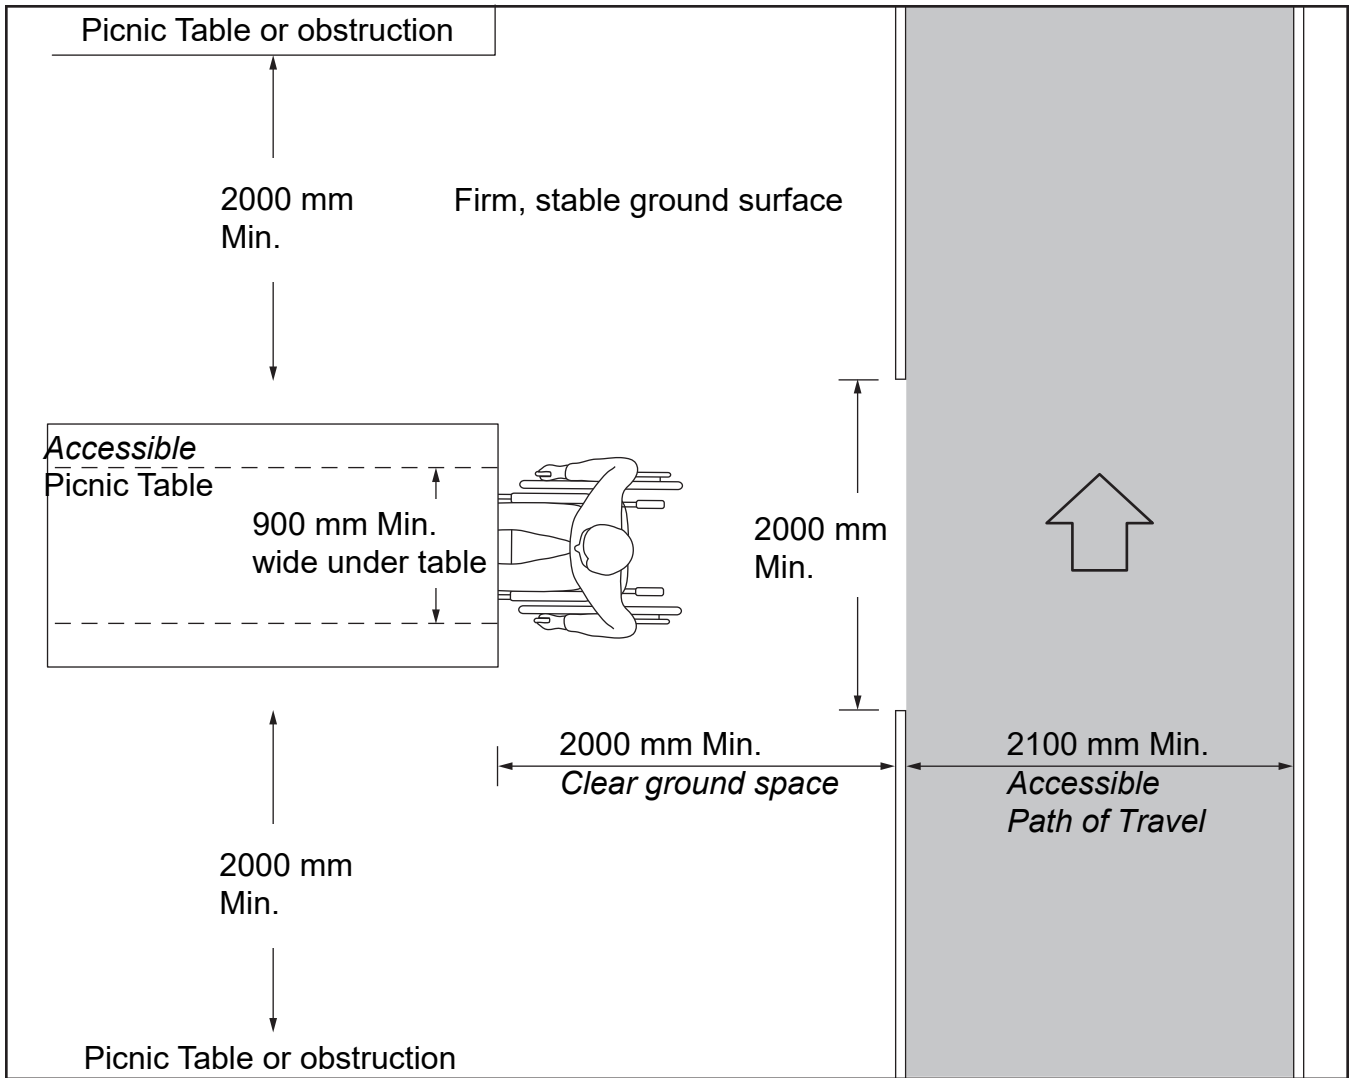 Picnic Table or obstruction
2000 mm
Min.
Firm, stable ground surface
Accessible
Picnic Table
900 mm Min.
wide under table
2000 mm
Min.
2000 mm Min.
Clear ground space
2100 mm Min.
Accessible
Path of Travel
2000 mm
Min.
Picnic Table or obstruction